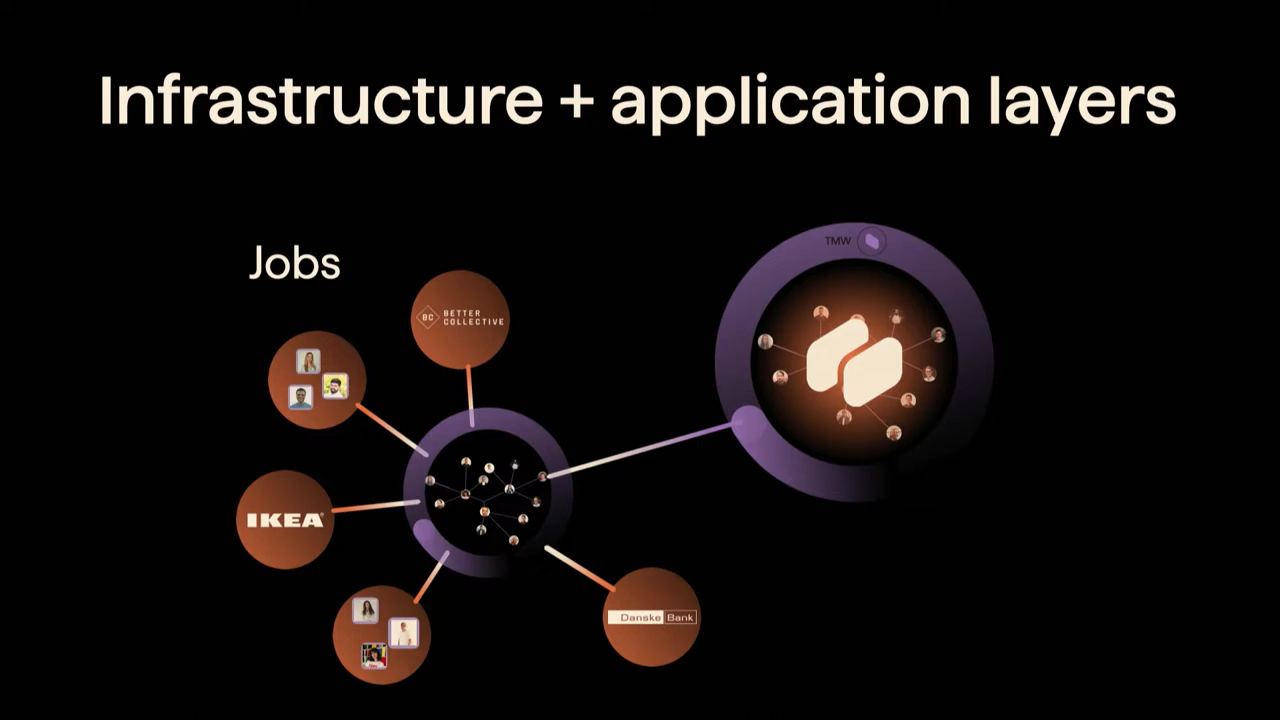 Infrastructure + application layers
TMW
Jobs
BC BETTER
COLLECTIVE
IKEA®
Danske Bank